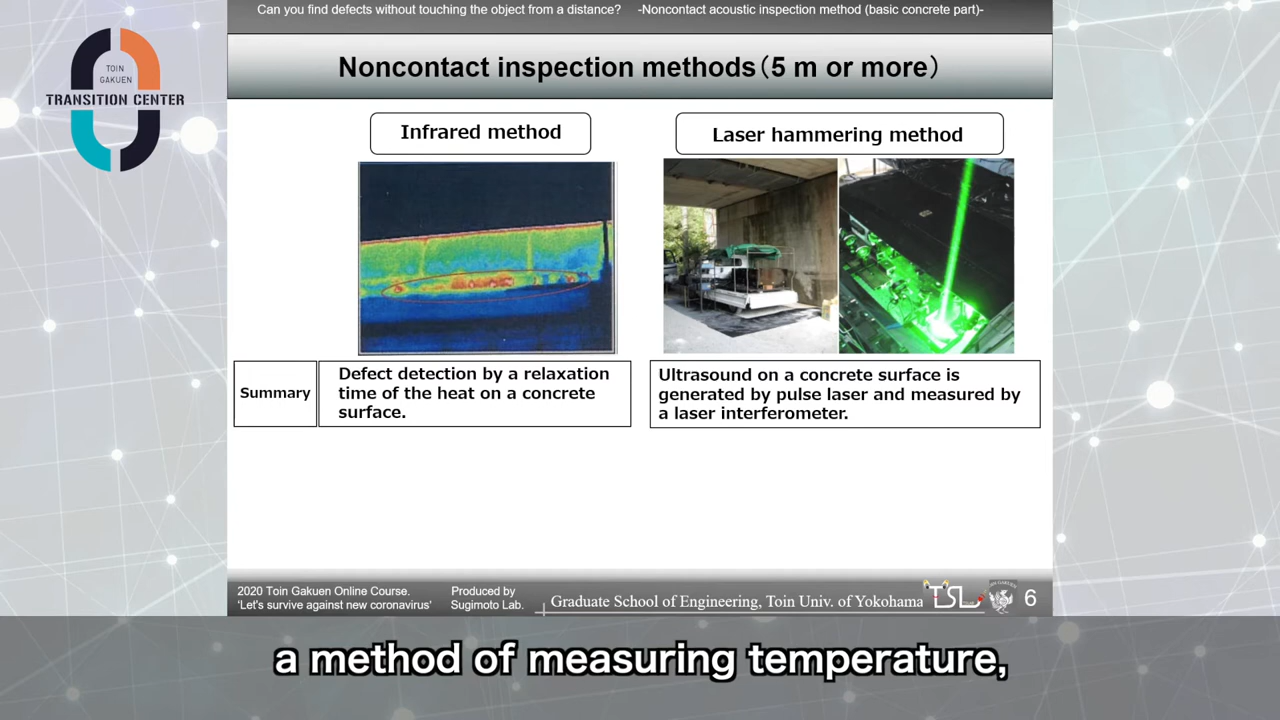 Can you find defects without touching the object from a distance? -Noncontact acoustic inspection method (basic concrete part)-
TOIN
GAKUEN
TRANSITION CENTER
Noncontact inspection methods（5 m or more）
Infrared method
Laser hammering method
Summary
Defect detection by a relaxation
time of the heat on a concrete
surface.
Ultrasound on a concrete surface is
generated by pulse laser and measured by
a laser interferometer.
2020 Toin Gakuen Online Course.
'Let's survive against new coronavirus'
Produced by
Sugimoto Lab.
Graduate School of Engineering, Toin Univ. of Yokohama
TSL
6
a method of measuring temperature,